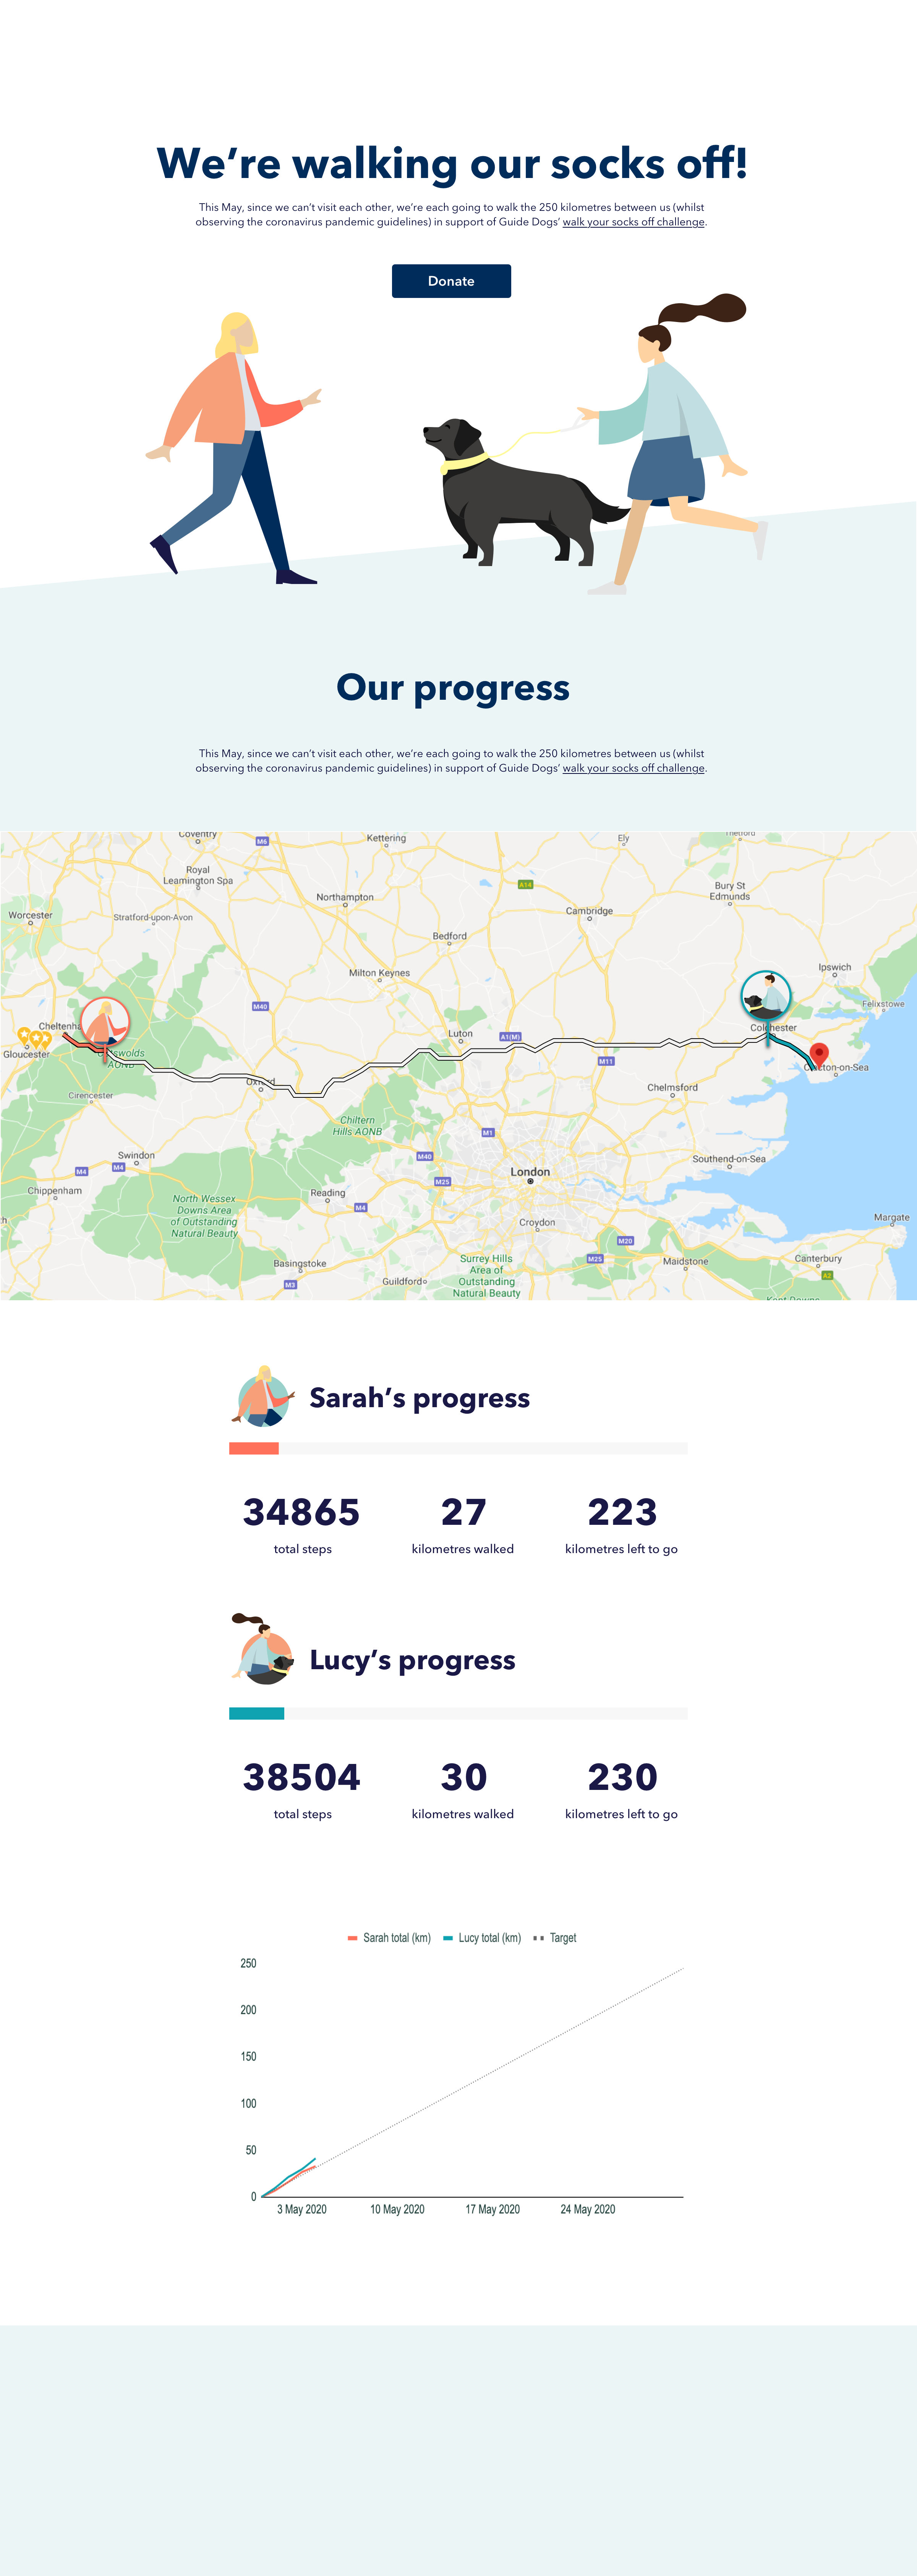 We're walking our socks off!
This May, since we can't visit each other, we're each going to walk the 250 kilometres between us (whilst
observing the coronavirus pandemic guidelines) in support of Guide Dogs' walk your socks off challenge.
Donate
Our progress
This May, since we can't visit each other, we're each going to walk the 250 kilometres between us (whilst
observing the coronavirus pandemic guidelines) in support of Guide Dogs' walk your socks off challenge.
Coventry
M6
Kettering
Ely
Thetford
Royal
Leamington Spa
A14
Bury St
Edmunds
Northampton
Worcester
Stratford-upon-Avon
Cambridge
Bedford
Milton Keynes
Ipswich
M40
Felixstowe
Cheltenha
Colchester
Luton
A1(M)
Gloucester
swolds
AONB
M11
Clacton-on-Sea
Oxford
Chelmsford
Cirencester
Chiltern
Hills AONB
M1
Swindon
M40
Southend-on-Sea
M4
M4
London
M25
Chippenham
Reading
North Wessex
Downs Area
of Outstanding
Natural Beauty
M4
Croydon
Margate
M20
Basingstoke
Surrey Hills
Area of
Outstanding
Natural Beauty
M25
Maidstone
Canterbury
M3
Guildford
A2
Kent Downs
Sarah's progress
34865
27
223
total steps
kilometres walked
kilometres left to go
Lucy's progress
38504
30
230
total steps
kilometres walked
kilometres left to go
Sarah total (km)
Lucy total (km)
Target
250
200
150
100
50
0
3 May 2020
10 May 2020
17 May 2020
24 May 2020